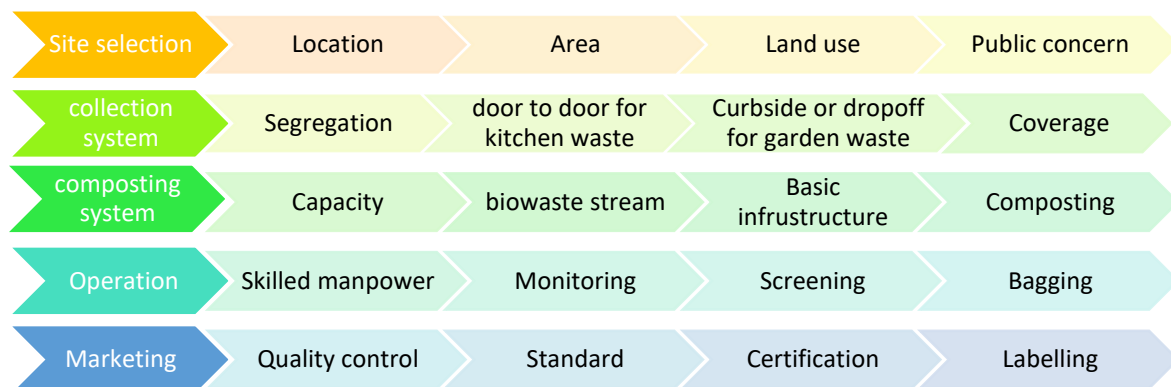 Site selection
Location
Area
Land use
Public concern
collection
system
Segregation
door to door for
kitchen waste
Curbside or dropoff
for garden waste
Coverage
composting
system
Capacity
biowaste stream
Basic
infrustructure
Composting
Operation
Skilled manpower
Monitoring
Screening
Bagging
Marketing
Quality control
Standard
Certification
Labelling